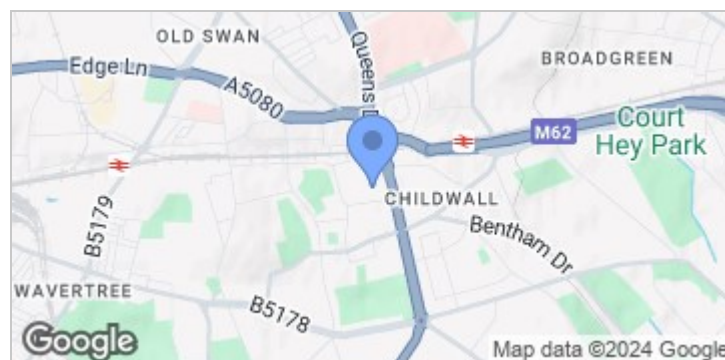 OLD SWAN
Edge Ln
A5080
Queens D
BROADGREEN
M62
Court
Hey Park
CHILDWALL
Bentham Dr
B5179
WAVERTREE
B5178
Google
Map data ©2024 Google